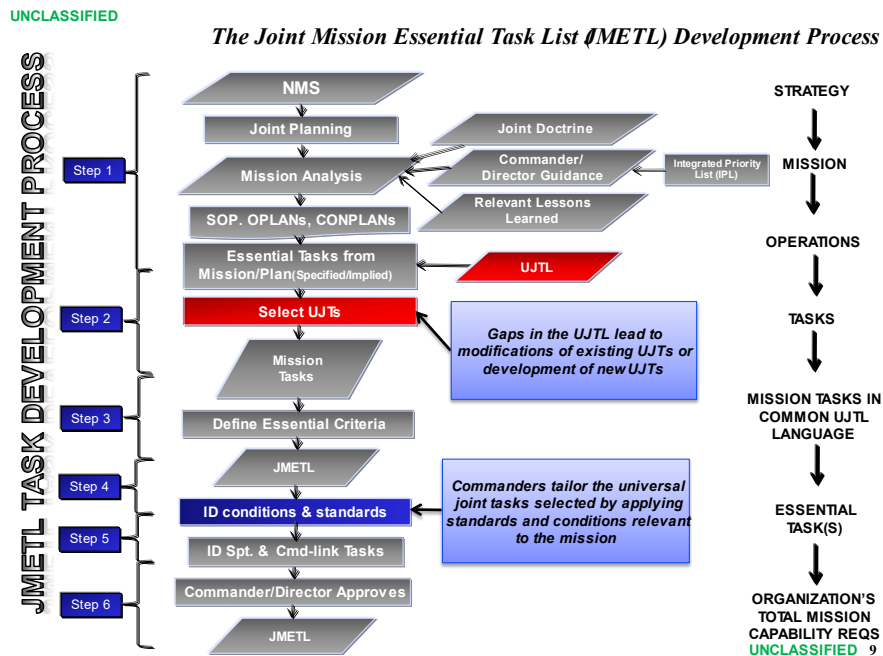 UNCLASSIFIED
The Joint Mission Essential Task List (JMETL) Development Process
JMETL TASK DEVELOPMENT PROCESS
Step 1
Step 2
Step 3
Step 4
Step 5
Step 6
NMS
Joint Planning
Mission Analysis
SOP. OPLANs, CONPLANs
Essential Tasks from
Mission/Plan(Specified/Implied)
Select UJTs
Mission
Tasks
Define Essential Criteria
JMETL
ID conditions & standards
ID Spt. & Cmd-link Tasks
Commander/Director Approves
JMETL
Joint Doctrine
Commander/
Director Guidance
Integrated Priority
List (IPL)
Relevant Lessons
Learned
UJTL
Gaps in the UJTL lead to
modifications of existing UJTs or
development of new UJTs
Commanders tailor the universal
joint tasks selected by applying
standards and conditions relevant
to the mission
STRATEGY
MISSION
OPERATIONS
TASKS
MISSION TASKS IN
COMMON UJTL
LANGUAGE
ESSENTIAL
TASK(S)
ORGANIZATION'S
TOTAL MISSION
CAPABILITY REQS
UNCLASSIFIED 9